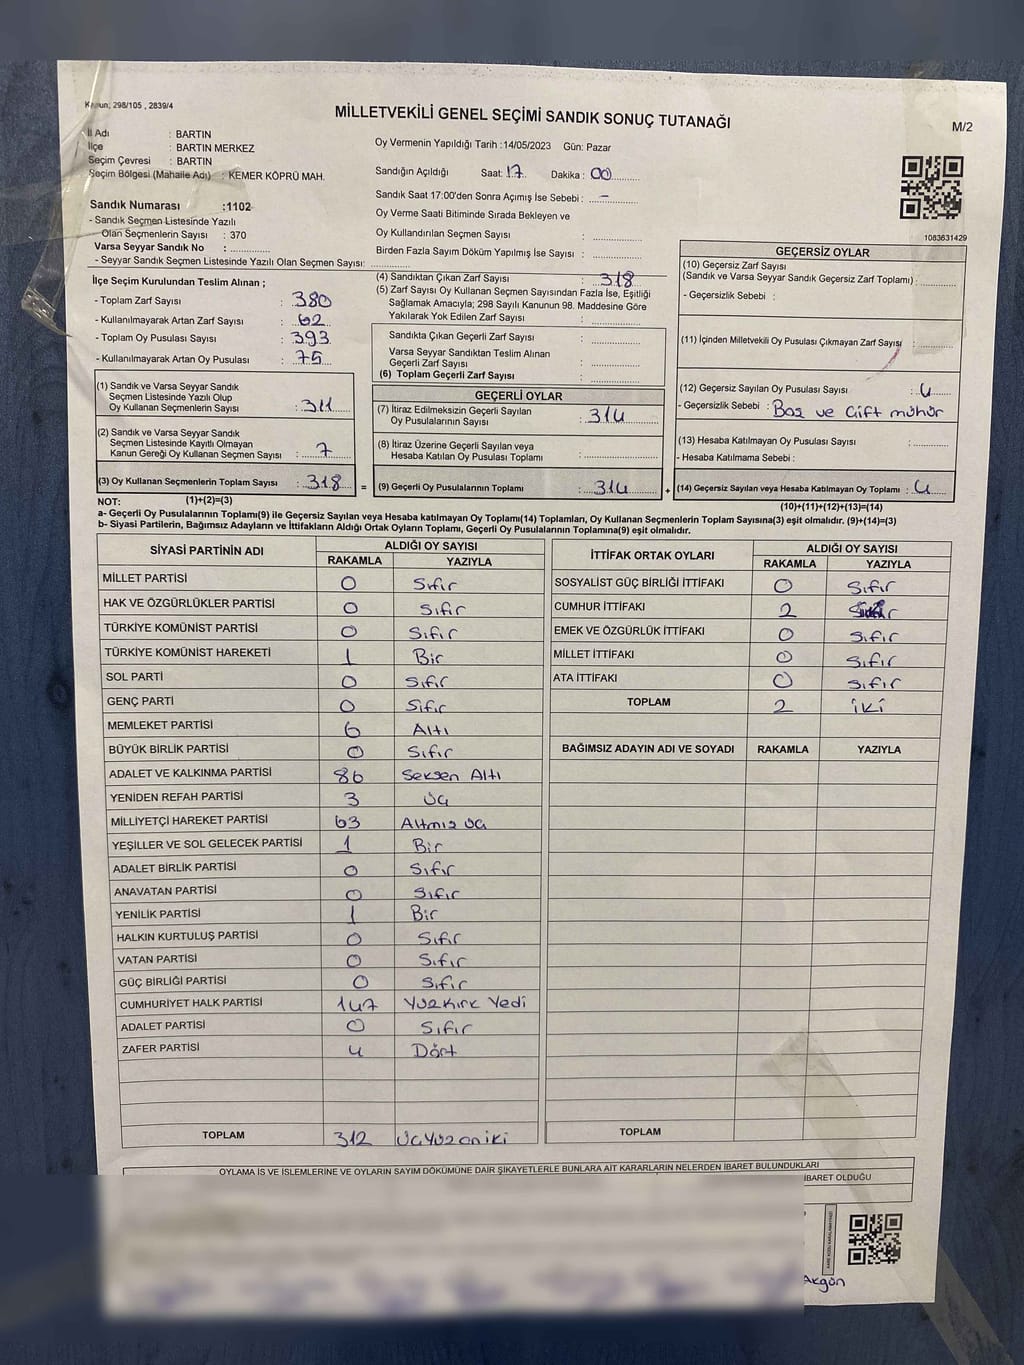 Kanun; 298/105 , 2839/4
MİLLETVEKİLİ GENEL SEÇİMİ SANDIK SONUÇ TUTANAĞI
M/2
İl Adı : BARTIN
İlçe : BARTIN MERKEZ
Seçim Çevresi : BARTIN
Seçim Bölgesi (Mahalle Adı) : KEMER KÖPRÜ MAH.
Sandık Numarası :1102
- Sandık Seçmen Listesinde Yazılı
Olan Seçmenlerin Sayısı : 370
Varsa Seyyar Sandık No :
- Seyyar Sandık Seçmen Listesinde Yazılı Olan Seçmen Sayısı:
Oy Vermenin Yapıldığı Tarih :14/05/2023 Gün: Pazar
Sandığın Açıldığı Saat: 17 Dakika : 00
Sandık Saat 17:00'den Sonra Açımış İse Sebebi : -
Oy Verme Saati Bitiminde Sırada Bekleyen ve
Oy Kullandırılan Seçmen Sayısı :
Birden Fazla Sayım Döküm Yapılmış İse Sayısı :
1083631429
İlçe Seçim Kurulundan Teslim Alınan ;
- Toplam Zarf Sayısı : 380
- Kullanılmayarak Artan Zarf Sayısı : 62
- Toplam Oy Pusulası Sayısı : 393
- Kullanılmayarak Artan Oy Pusulası : 75
(1) Sandık ve Varsa Seyyar Sandık
Seçmen Listesinde Yazılı Olup
Oy Kullanan Seçmenlerin Sayısı : 311
(2) Sandık ve Varsa Seyyar Sandık
Seçmen Listesinde Kayıtlı Olmayan
Kanun Gereği Oy Kullanan Seçmen Sayısı : 7
(3) Oy Kullanan Seçmenlerin Toplam Sayısı : 318 =
(4) Sandıktan Çıkan Zarf Sayısı : 318
(5) Zarf Sayısı Oy Kullanan Seçmen Sayısından Fazla İse, Eşitliği
Sağlamak Amacıyla; 298 Sayılı Kanunun 98. Maddesine Göre
Yakılarak Yok Edilen Zarf Sayısı :
Sandıkta Çıkan Geçerli Zarf Sayısı :
Varsa Seyyar Sandıktan Teslim Alınan
Geçerli Zarf Sayısı :
(6) Toplam Geçerli Zarf Sayısı :
GEÇERLİ OYLAR
(7) İtiraz Edilmeksizin Geçerli Sayılan
Oy Pusulalarının Sayısı : 314
(8) İtiraz Üzerine Geçerli Sayılan veya
Hesaba Katılan Oy Pusulası Toplamı :
(9) Geçerli Oy Pusulalarının Toplamı : 314 +
GEÇERSİZ OYLAR
(10) Geçersiz Zarf Sayısı
(Sandık ve Varsa Seyyar Sandık Geçersiz Zarf Toplamı) :
- Geçersizlik Sebebi :
(11) İçinden Milletvekili Oy Pusulası Çıkmayan Zarf Sayısı :
(12) Geçersiz Sayılan Oy Pusulası Sayısı : 4
- Geçersizlik Sebebi : Boş ve Çift mühür
(13) Hesaba Katılmayan Oy Pusulası Sayısı :
- Hesaba Katılmama Sebebi :
(14) Geçersiz Sayılan veya Hesaba Katılmayan Oy Toplamı : 4
NOT: (1)+(2)=(3) (10)+(11)+(12)+(13)=(14)
a- Geçerli Oy Pusulalarının Toplamı(9) ile Geçersiz Sayılan veya Hesaba katılmayan Oy Toplamı(14) Toplamları, Oy Kullanan Seçmenlerin Toplam Sayısına(3) eşit olmalıdır. (9)+(14)=(3)
b- Siyasi Partilerin, Bağımsız Adayların ve İttifakların Aldığı Ortak Oyların Toplamı, Geçerli Oy Pusulalarının Toplamına(9) eşit olmalıdır.
SİYASİ PARTİNİN ADI ALDIĞI OY SAYISI
RAKAMLA YAZIYLA
MİLLET PARTİSİ 0 Sıfır
HAK VE ÖZGÜRLÜKLER PARTİSİ 0 Sıfır
TÜRKİYE KOMÜNİST PARTİSİ 0 Sıfır
TÜRKİYE KOMÜNİST HAREKETİ 1 Bir
SOL PARTİ 0 Sıfır
GENÇ PARTİ 0 Sıfır
MEMLEKET PARTİSİ 6 Altı
BÜYÜK BİRLİK PARTİSİ 0 Sıfır
ADALET VE KALKINMA PARTİSİ 86 Seksen Altı
YENİDEN REFAH PARTİSİ 3 Üç
MİLLİYETÇİ HAREKET PARTİSİ 63 Altmış Üç
YEŞİLLER VE SOL GELECEK PARTİSİ 1 Bir
ADALET BİRLİK PARTİSİ 0 Sıfır
ANAVATAN PARTİSİ 0 Sıfır
YENİLİK PARTİSİ 1 Bir
HALKIN KURTULUŞ PARTİSİ 0 Sıfır
VATAN PARTİSİ 0 Sıfır
GÜÇ BİRLİĞİ PARTİSİ 0 Sıfır
CUMHURİYET HALK PARTİSİ 147 Yüzkırk Yedi
ADALET PARTİSİ 0 Sıfır
ZAFER PARTİSİ 4 Dört
TOPLAM 312 Üçyüzoniki
İTTİFAK ORTAK OYLARI ALDIĞI OY SAYISI
RAKAMLA YAZIYLA
SOSYALİST GÜÇ BİRLİĞİ İTTİFAKI 0 Sıfır
CUMHUR İTTİFAKI 2
EMEK VE ÖZGÜRLÜK İTTİFAKI 0 Sıfır
MİLLET İTTİFAKI 0 Sıfır
ATA İTTİFAKI 0 Sıfır
TOPLAM 2 İki
BAĞIMSIZ ADAYIN ADI VE SOYADI RAKAMLA YAZIYLA
TOPLAM
OYLAMA İŞ VE İŞLEMLERİNE VE OYLARIN SAYIM DÖKÜMÜNE DAİR ŞİKAYETLERLE BUNLARA AİT KARARLARIN NELERDEN İBARET BULUNDUKLARI
İBARET OLDUĞU
Akgün